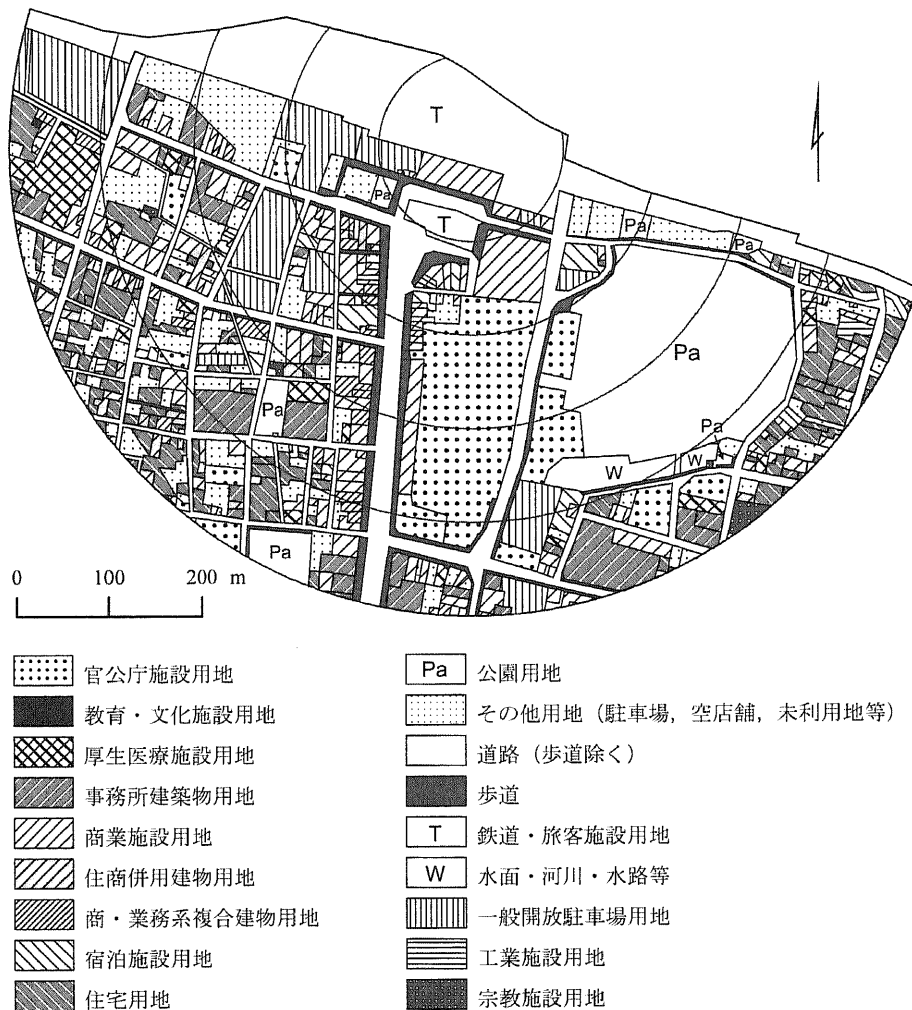 T
Pa
T
Pa
Pa
Pa
Pa
Pa
W
W
Pa
0 100 200 m
官公庁施設用地
教育・文化施設用地
厚生医療施設用地
事務所建築物用地
商業施設用地
住商併用建物用地
商・業務系複合建物用地
宿泊施設用地
住宅用地
Pa 公園用地
その他用地（駐車場，空店舗，未利用地等）
道路（歩道除く）
歩道
T 鉄道・旅客施設用地
W 水面・河川・水路等
一般開放駐車場用地
工業施設用地
宗教施設用地